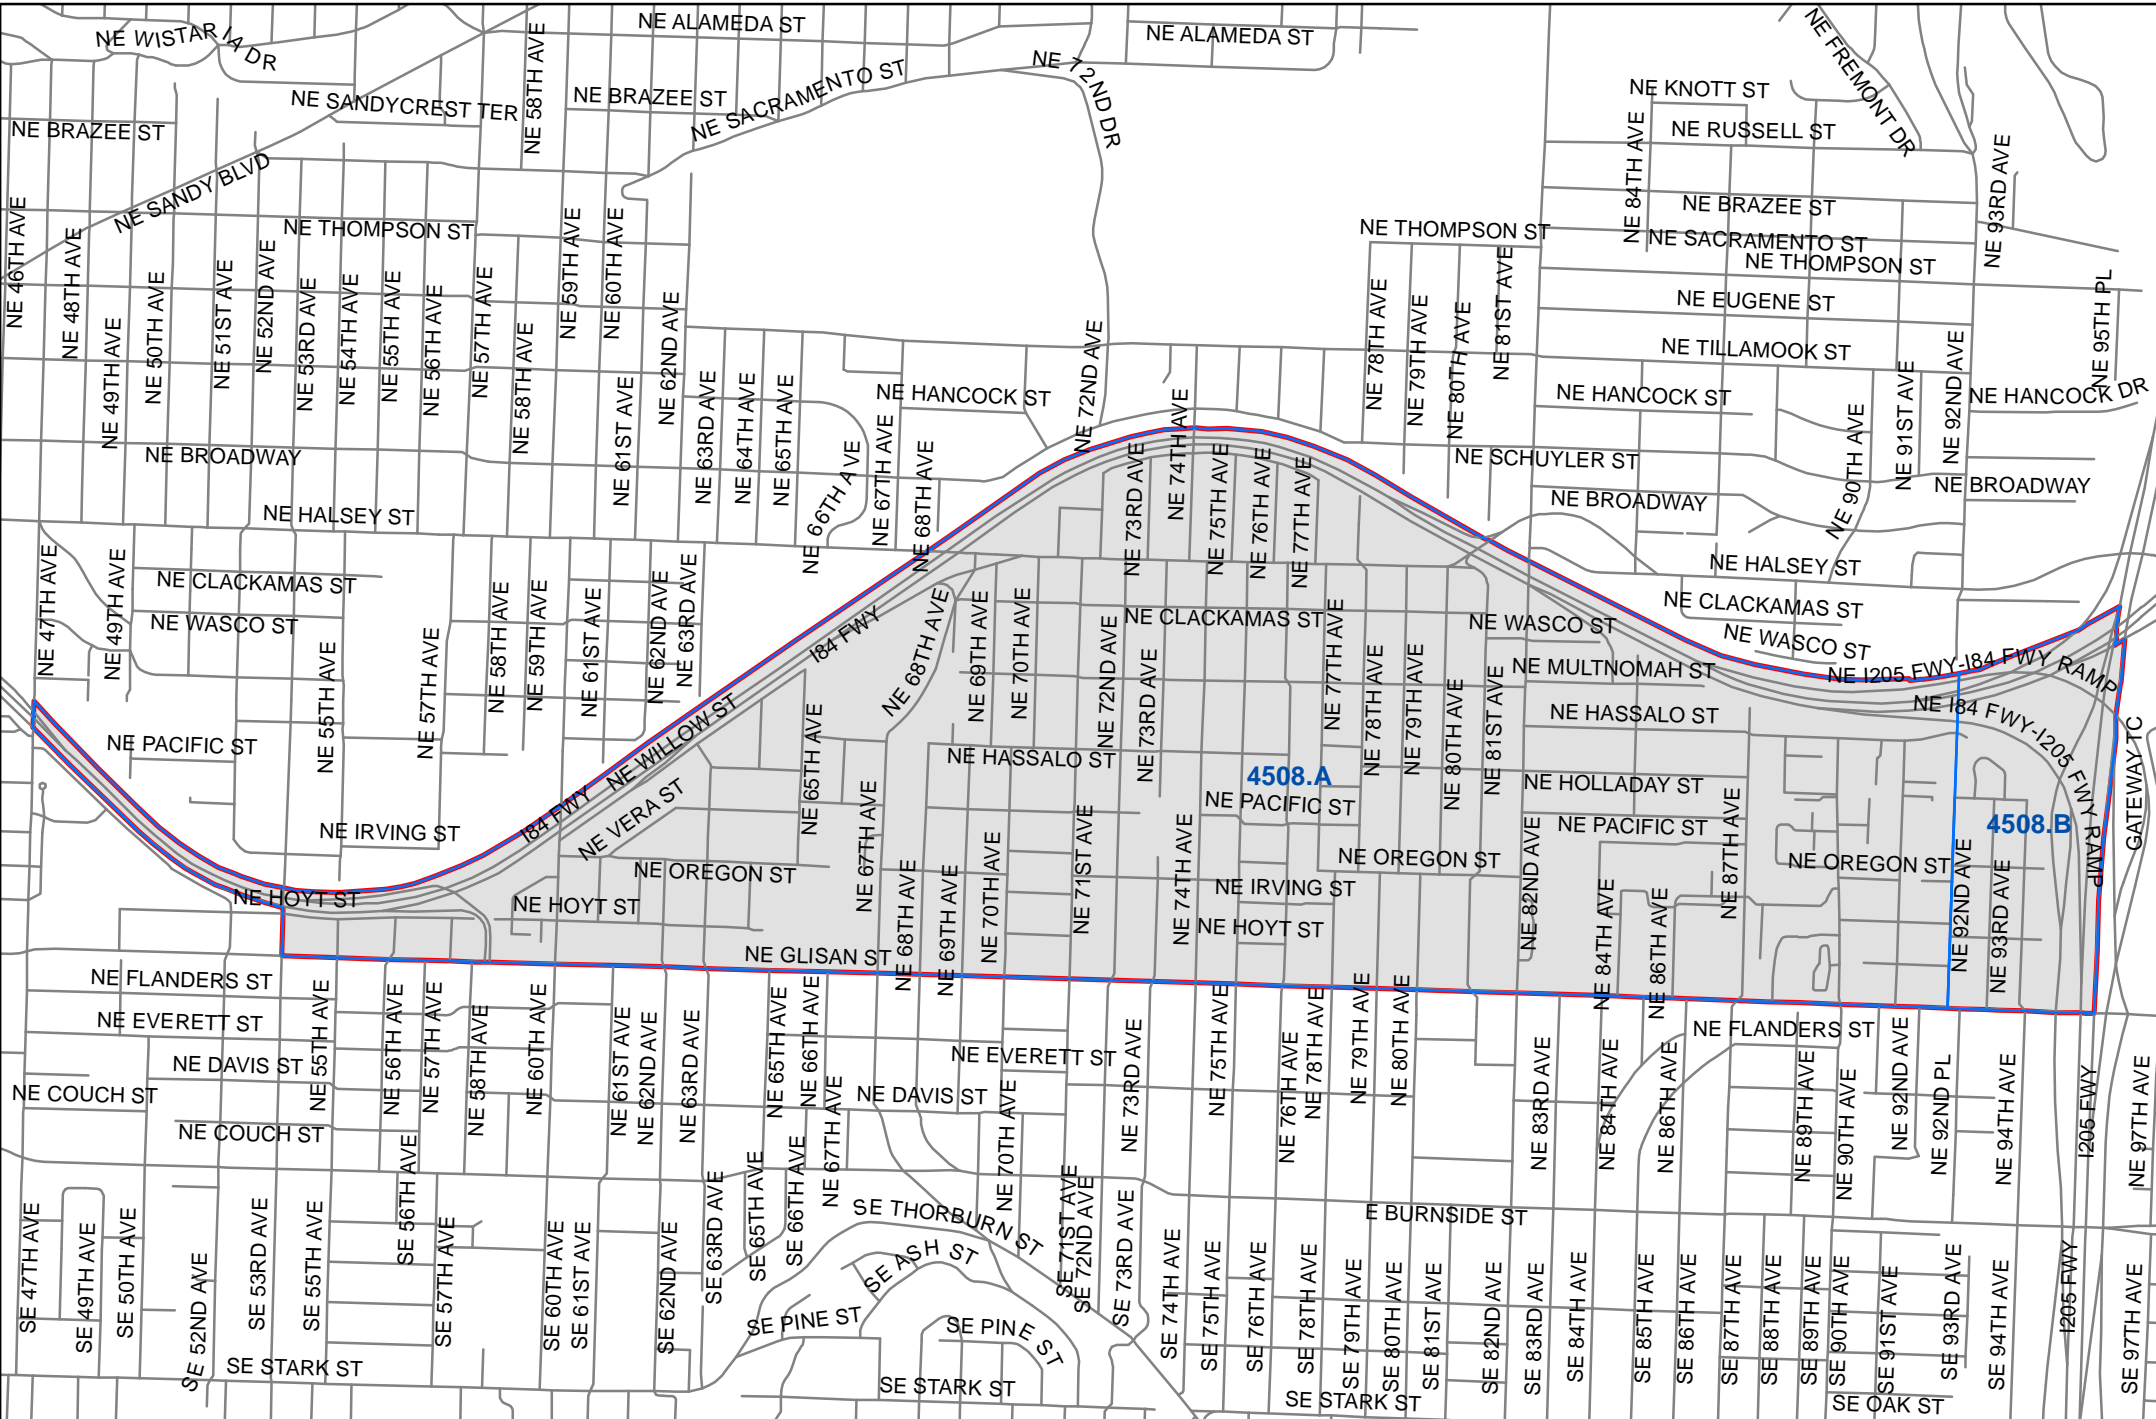 NE WISTARIA DR
NE ALAMEDA ST
NE ALAMEDA ST
NE FREMONT DR
NE 58TH AVE
NE SACRAMENTO ST
NE 72ND DR
NE SANDYCREST TER
NE BRAZEE ST
NE KNOTT ST
NE BRAZEE ST
NE RUSSELL ST
NE 84TH AVE
NE 93RD AVE
NE SANDY BLVD
NE BRAZEE ST
NE THOMPSON ST
NE THOMPSON ST
NE SACRAMENTO ST
NE THOMPSON ST
NE 46TH AVE
NE 48TH AVE
NE 49TH AVE
NE 50TH AVE
NE 51ST AVE
NE 52ND AVE
NE 53RD AVE
NE 54TH AVE
NE 55TH AVE
NE 56TH AVE
NE 57TH AVE
NE 58TH AVE
NE 59TH AVE
NE 60TH AVE
NE 61ST AVE
NE 62ND AVE
NE 63RD AVE
NE 64TH AVE
NE 65TH AVE
NE 66TH AVE
NE 67TH AVE
NE 68TH AVE
NE 72ND AVE
NE 78TH AVE
NE 79TH AVE
NE 80TH AVE
NE 81ST AVE
NE EUGENE ST
NE TILLAMOOK ST
NE 95TH PL
NE HANCOCK ST
NE HANCOCK ST
NE HANCOCK DR
NE 90TH AVE
NE 91ST AVE
NE 92ND AVE
NE BROADWAY
NE SCHUYLER ST
NE BROADWAY
NE BROADWAY
NE HALSEY ST
NE HALSEY ST
NE 73RD AVE
NE 74TH AVE
NE 75TH AVE
NE 76TH AVE
NE 77TH AVE
NE 47TH AVE
NE 49TH AVE
NE CLACKAMAS ST
NE WASCO ST
NE 55TH AVE
NE 57TH AVE
NE 58TH AVE
NE 59TH AVE
NE 61ST AVE
NE 62ND AVE
NE 63RD AVE
I84 FWY
NE 68TH AVE
NE 69TH AVE
NE 70TH AVE
NE CLACKAMAS ST
NE 72ND AVE
NE 73RD AVE
NE 77TH AVE
NE 78TH AVE
NE 79TH AVE
NE 80TH AVE
NE 81ST AVE
NE WASCO ST
NE CLACKAMAS ST
NE WASCO ST
NE MULTNOMAH ST
NE I205 FWY-I84 FWY RAMP
NE I84 FWY-I205 FWY RAMP
NE HASSALO ST
NE PACIFIC ST
NE WILLOW ST
NE 65TH AVE
NE HASSALO ST
4508.A
NE HOLLADAY ST
GATEWAY TC
NE PACIFIC ST
NE PACIFIC ST
4508.B
NE IRVING ST
I84 FWY
NE VERA ST
NE 67TH AVE
NE 87TH AVE
NE OREGON ST
NE OREGON ST
NE OREGON ST
NE 68TH AVE
NE 69TH AVE
NE 70TH AVE
NE 71ST AVE
NE 74TH AVE
NE IRVING ST
NE 82ND AVE
NE 84TH AVE
NE 86TH AVE
NE 92ND AVE
NE 93RD AVE
NE HOYT ST
NE HOYT ST
NE HOYT ST
NE GLISAN ST
NE FLANDERS ST
NE EVERETT ST
NE DAVIS ST
NE COUCH ST
NE COUCH ST
NE 55TH AVE
NE 56TH AVE
NE 57TH AVE
NE 58TH AVE
NE 60TH AVE
NE 61ST AVE
NE 62ND AVE
NE 63RD AVE
NE 65TH AVE
NE 66TH AVE
NE 67TH AVE
NE EVERETT ST
NE DAVIS ST
NE 70TH AVE
NE 73RD AVE
NE 75TH AVE
NE 76TH AVE
NE 78TH AVE
NE 79TH AVE
NE 80TH AVE
NE FLANDERS ST
NE 83RD AVE
NE 84TH AVE
NE 86TH AVE
NE 89TH AVE
NE 90TH AVE
NE 92ND AVE
NE 92ND PL
NE 94TH AVE
I205 FWY
NE 97TH AVE
E BURNSIDE ST
SE THORBURN ST
SE ASH ST
SE PINE ST
SE PINE ST
SE 47TH AVE
SE 49TH AVE
SE 50TH AVE
SE 52ND AVE
SE 53RD AVE
SE 55TH AVE
SE 56TH AVE
SE 57TH AVE
SE 60TH AVE
SE 61ST AVE
SE 62ND AVE
SE 63RD AVE
SE 65TH AVE
SE 66TH AVE
SE 71ST AVE
SE 72ND AVE
SE 73RD AVE
SE 74TH AVE
SE 75TH AVE
SE 76TH AVE
SE 78TH AVE
SE 79TH AVE
SE 80TH AVE
SE 81ST AVE
SE 82ND AVE
SE 83RD AVE
SE 84TH AVE
SE 85TH AVE
SE 86TH AVE
SE 87TH AVE
SE 88TH AVE
SE 89TH AVE
SE 90TH AVE
SE 91ST AVE
SE 93RD AVE
SE 94TH AVE
I205 FWY
SE 97TH AVE
SE STARK ST
SE STARK ST
SE STARK ST
SE OAK ST